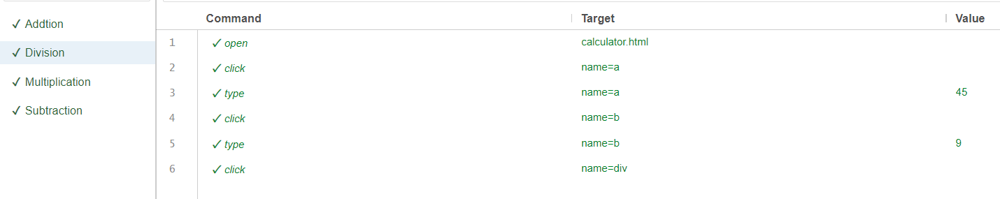 ✓ Addtion
✓ Division
✓ Multiplication
✓ Subtraction
Command Target Value
1 ✓ open calculator.html
2 ✓ click name=a
3 ✓ type name=a 45
4 ✓ click name=b
5 ✓ type name=b 9
6 ✓ click name=div